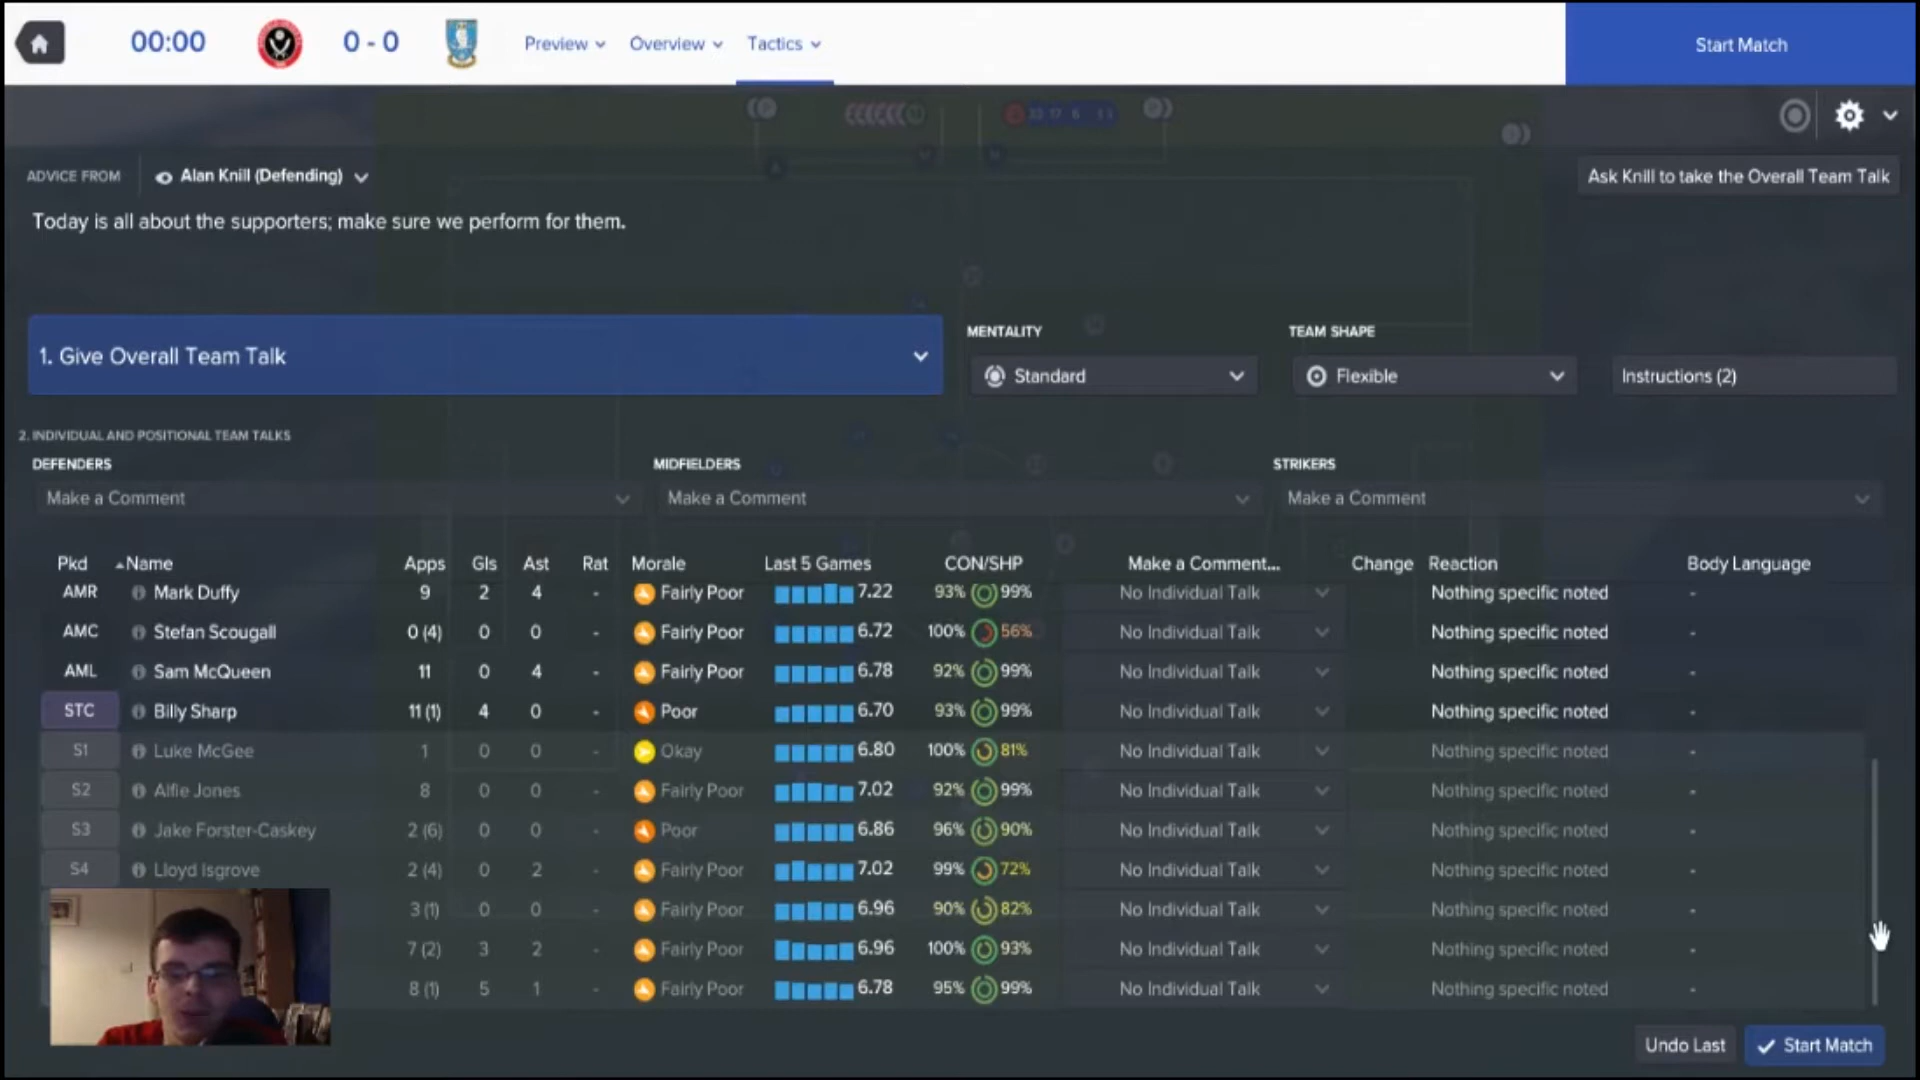 00:00 0 - 0 Preview Overview Tactics Start Match
ADVICE FROM Alan Knill (Defending) Ask Knill to take the Overall Team Talk
Today is all about the supporters; make sure we perform for them.
MENTALITY TEAM SHAPE
1. Give Overall Team Talk Standard Flexible Instructions (2)
2. INDIVIDUAL AND POSITIONAL TEAM TALKS
DEFENDERS MIDFIELDERS STRIKERS
Make a Comment Make a Comment Make a Comment
Pkd Name Apps Gls Ast Rat Morale Last 5 Games CON/SHP Make a Comment... Change Reaction Body Language
AMR Mark Duffy 9 2 4 - Fairly Poor 7.22 93% 99% No Individual Talk Nothing specific noted -
AMC Stefan Scougall 0 (4) 0 0 - Fairly Poor 6.72 100% 56% No Individual Talk Nothing specific noted -
AML Sam McQueen 11 0 4 - Fairly Poor 6.78 92% 99% No Individual Talk Nothing specific noted -
STC Billy Sharp 11 (1) 4 0 - Poor 6.70 93% 99% No Individual Talk Nothing specific noted -
S1 Luke McGee 1 0 0 - Okay 6.80 100% 81% No Individual Talk Nothing specific noted -
S2 Alfie Jones 8 0 0 - Fairly Poor 7.02 92% 99% No Individual Talk Nothing specific noted -
S3 Jake Forster-Caskey 2 (6) 0 0 - Poor 6.86 96% 90% No Individual Talk Nothing specific noted -
S4 Lloyd Isgrove 2 (4) 0 2 - Fairly Poor 7.02 99% 72% No Individual Talk Nothing specific noted -
3 (1) 0 0 - Fairly Poor 6.96 90% 82% No Individual Talk Nothing specific noted -
7 (2) 3 2 - Fairly Poor 6.96 100% 93% No Individual Talk Nothing specific noted -
8 (1) 5 1 - Fairly Poor 6.78 95% 99% No Individual Talk Nothing specific noted -
Undo Last Start Match